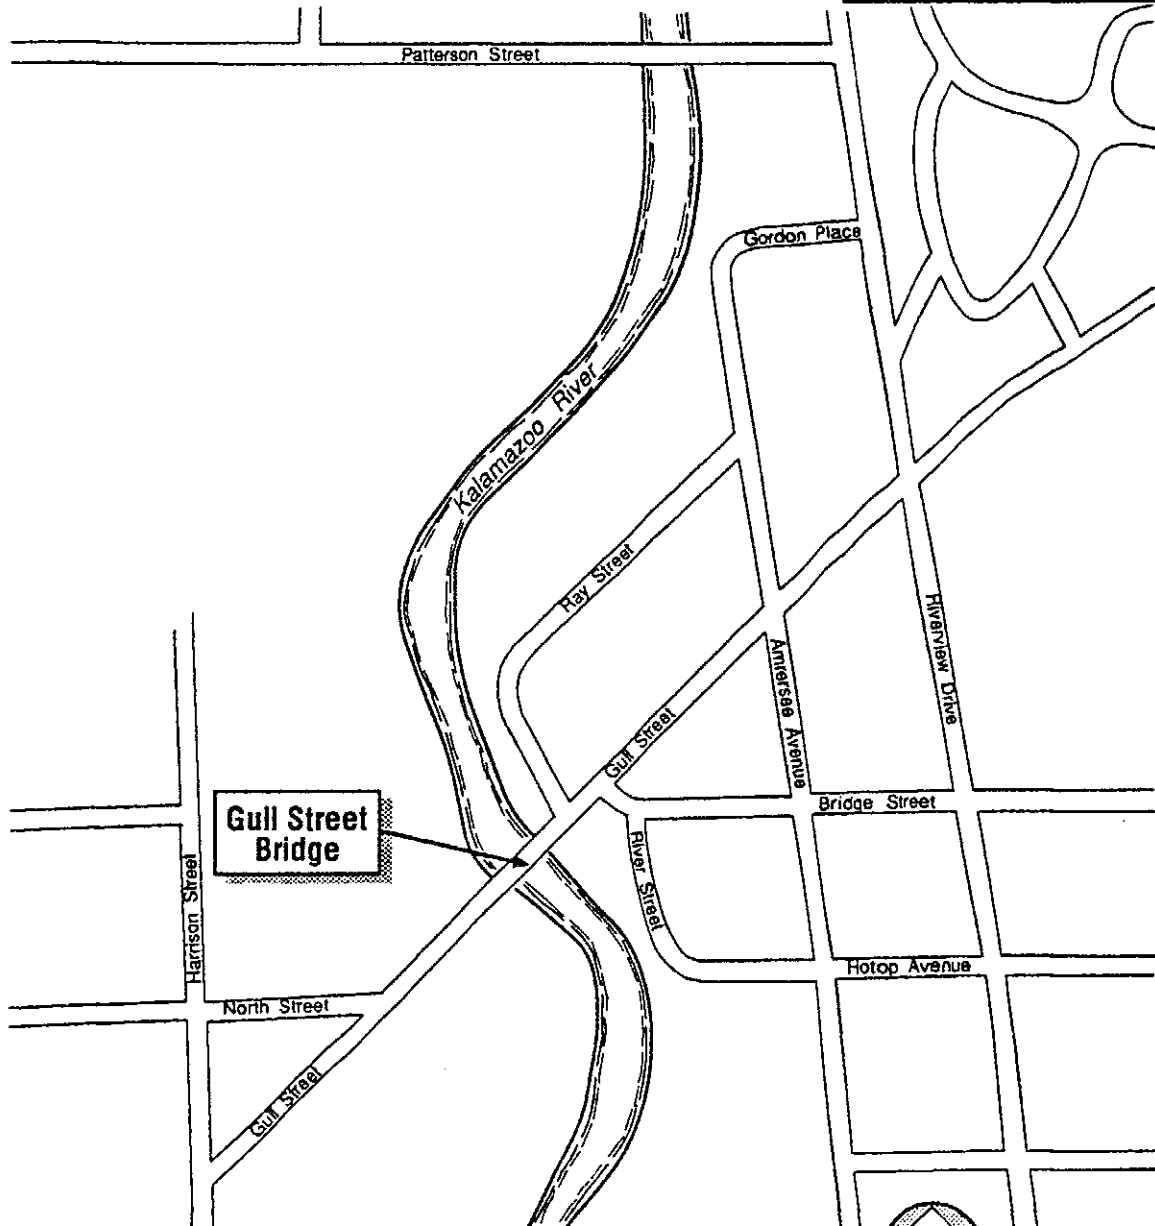 Patterson Street
Gordon Place
Kalamazoo River
Ray Street
Riverview Drive
Amrersee Avenue
Gull Street
Gull Street
Bridge
Bridge Street
River Street
Harrison Street
Hotop Avenue
North Street
Gull Street